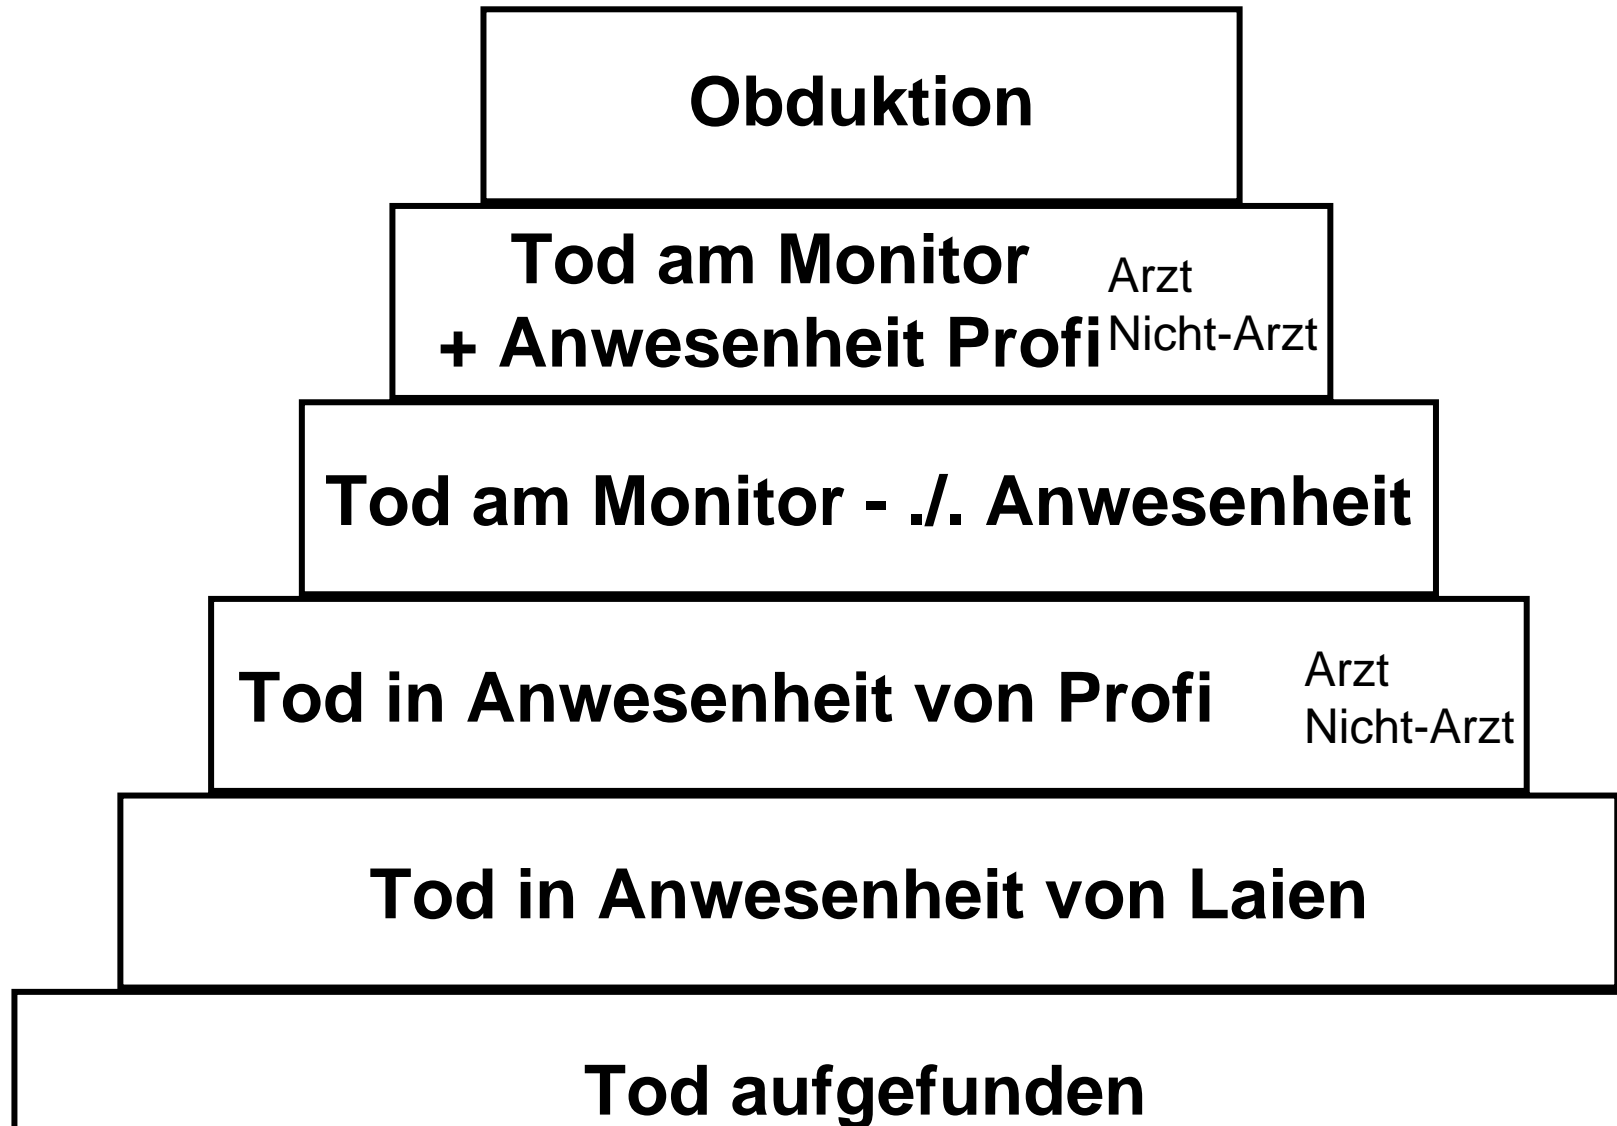 Obduktion
Tod am Monitor
+ Anwesenheit Profi
Arzt
Nicht-Arzt
Tod am Monitor - ./. Anwesenheit
Tod in Anwesenheit von Profi
Arzt
Nicht-Arzt
Tod in Anwesenheit von Laien
Tod aufgefunden